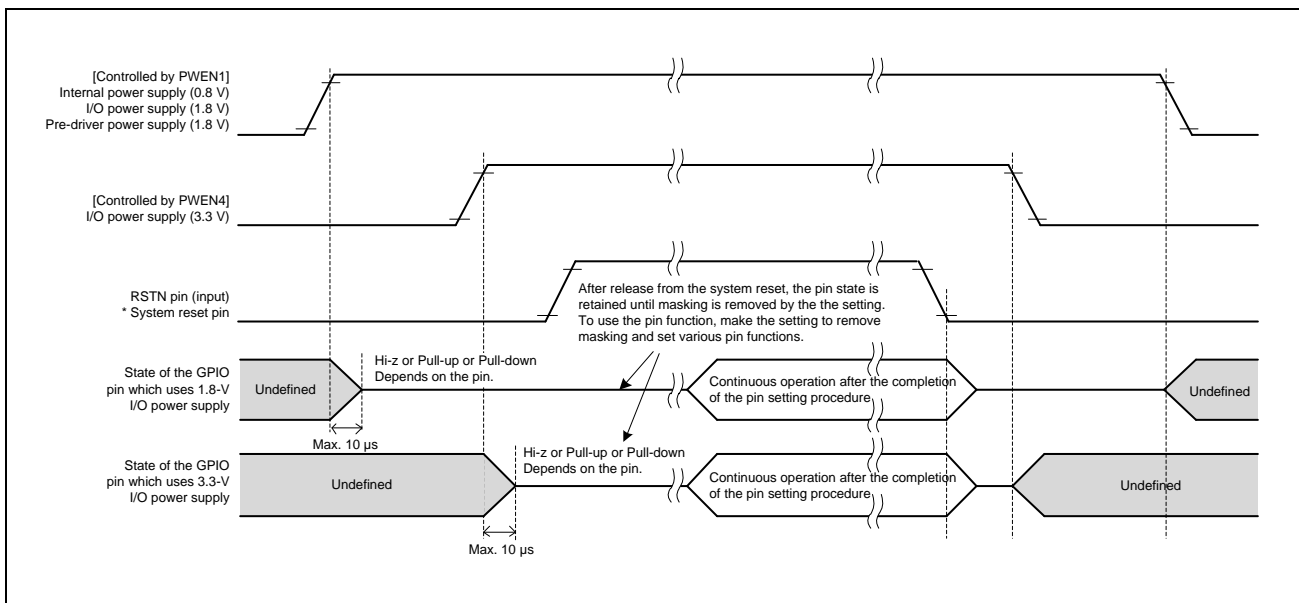 [Controlled by PWEN1]
Internal power supply (0.8 V)
I/O power supply (1.8 V)
Pre-driver power supply (1.8 V)
[Controlled by PWEN4]
I/O power supply (3.3 V)
RSTN pin (input)
* System reset pin
After release from the system reset, the pin state is
retained until masking is removed by the the setting.
To use the pin function, make the setting to remove
masking and set various pin functions.
State of the GPIO
pin which uses 1.8-V
I/O power supply
Undefined
Hi-z or Pull-up or Pull-down
Depends on the pin.
Continuous operation after the completion
of the pin setting procedure
Undefined
Max. 10 µs
State of the GPIO
pin which uses 3.3-V
I/O power supply
Undefined
Hi-z or Pull-up or Pull-down
Depends on the pin.
Continuous operation after the completion
of the pin setting procedure
Undefined
Max. 10 µs